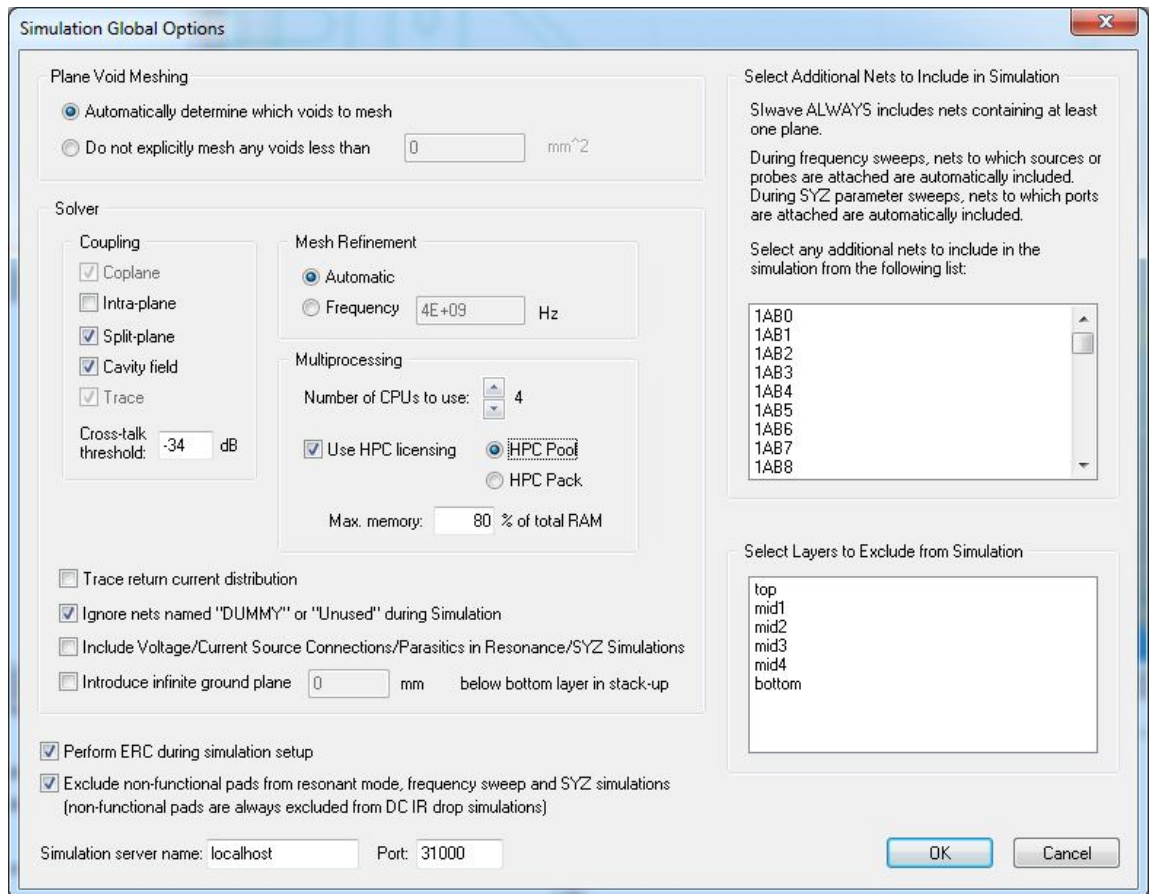 Simulation Global Options
Plane Void Meshing
Automatically determine which voids to mesh
Do not explicitly mesh any voids less than 0 mm^2
Solver
Coupling
Coplane
Intra-plane
Split-plane
Cavity field
Trace
Cross-talk
threshold: -34 dB
Mesh Refinement
Automatic
Frequency 4E+09 Hz
Multiprocessing
Number of CPUs to use: 4
Use HPC licensing HPC Pool
HPC Pack
Max. memory: 80 % of total RAM
Trace return current distribution
Ignore nets named "DUMMY" or "Unused" during Simulation
Include Voltage/Current Source Connections/Parasitics in Resonance/SYZ Simulations
Introduce infinite ground plane 0 mm below bottom layer in stack-up
Perform ERC during simulation setup
Exclude non-functional pads from resonant mode, frequency sweep and SYZ simulations
(non-functional pads are always excluded from DC IR drop simulations)
Simulation server name: localhost Port: 31000
Select Additional Nets to Include in Simulation
SIwave ALWAYS includes nets containing at least
one plane.
During frequency sweeps, nets to which sources or
probes are attached are automatically included.
During SYZ parameter sweeps, nets to which ports
are attached are automatically included.
Select any additional nets to include in the
simulation from the following list:
1AB0
1AB1
1AB2
1AB3
1AB4
1AB5
1AB6
1AB7
1AB8
Select Layers to Exclude from Simulation
top
mid1
mid2
mid3
mid4
bottom
OK Cancel